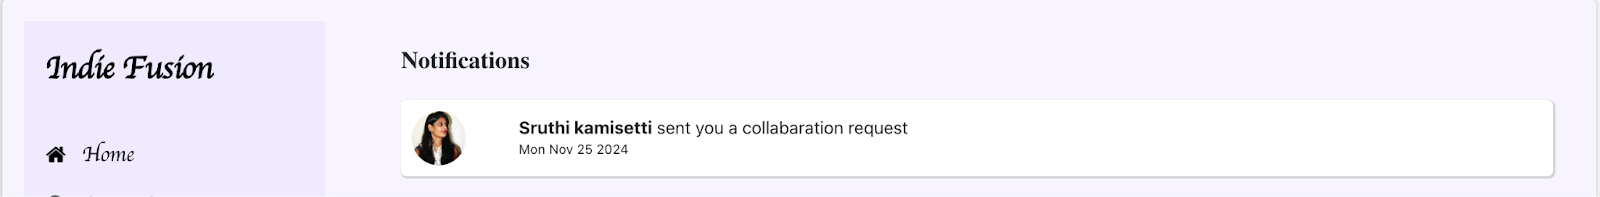 Indie Fusion
Notifications
Sruthi kamisetti sent you a collabaration request
Mon Nov 25 2024
Home